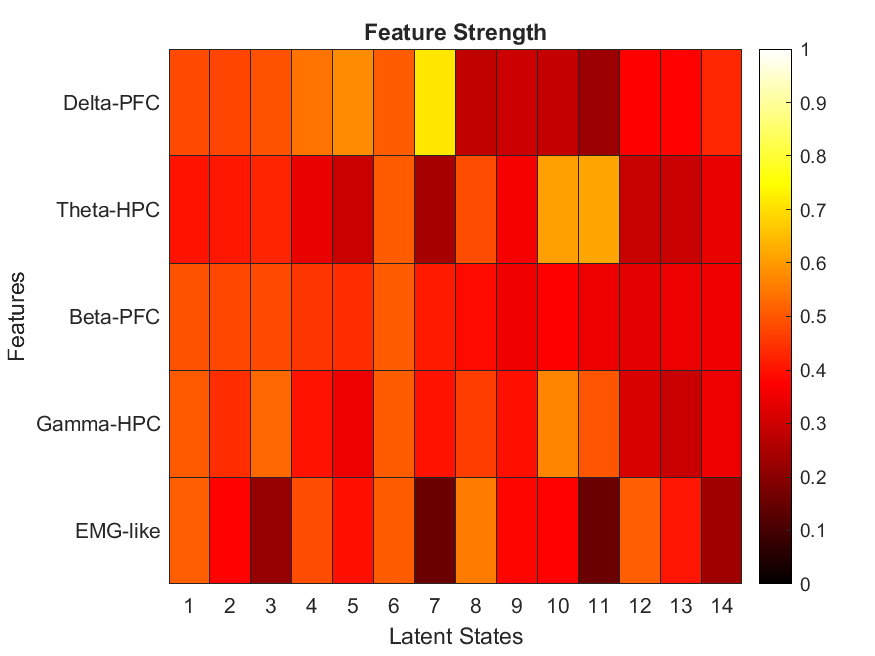 Feature Strength
Delta-PFC
Theta-HPC
Beta-PFC
Gamma-HPC
EMG-like
Features
1 2 3 4 5 6 7 8 9 10 11 12 13 14
Latent States
1
0.9
0.8
0.7
0.6
0.5
0.4
0.3
0.2
0.1
0